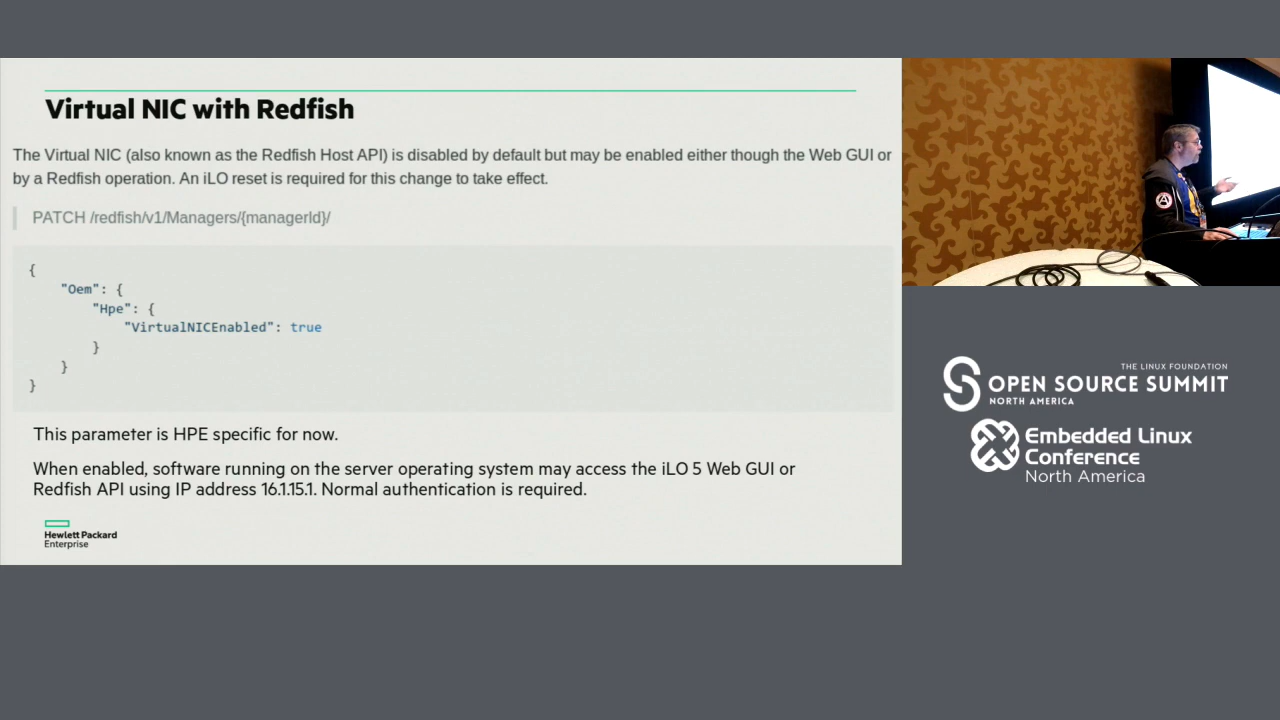 Virtual NIC with Redfish
The Virtual NIC (also known as the Redfish Host API) is disabled by default but may be enabled either though the Web GUI or
by a Redfish operation. An iLO reset is required for this change to take effect.
PATCH /redfish/v1/Managers/{managerId}/
{
"Oem": {
"Hpe": {
"VirtualNICEnabled": true
}
}
}
This parameter is HPE specific for now.
When enabled, software running on the server operating system may access the iLO 5 Web GUI or
Redfish API using IP address 16.1.15.1. Normal authentication is required.
Hewlett Packard
Enterprise
THE LINUX FOUNDATION
OPEN SOURCE SUMMIT
NORTH AMERICA
Embedded Linux
Conference
North America